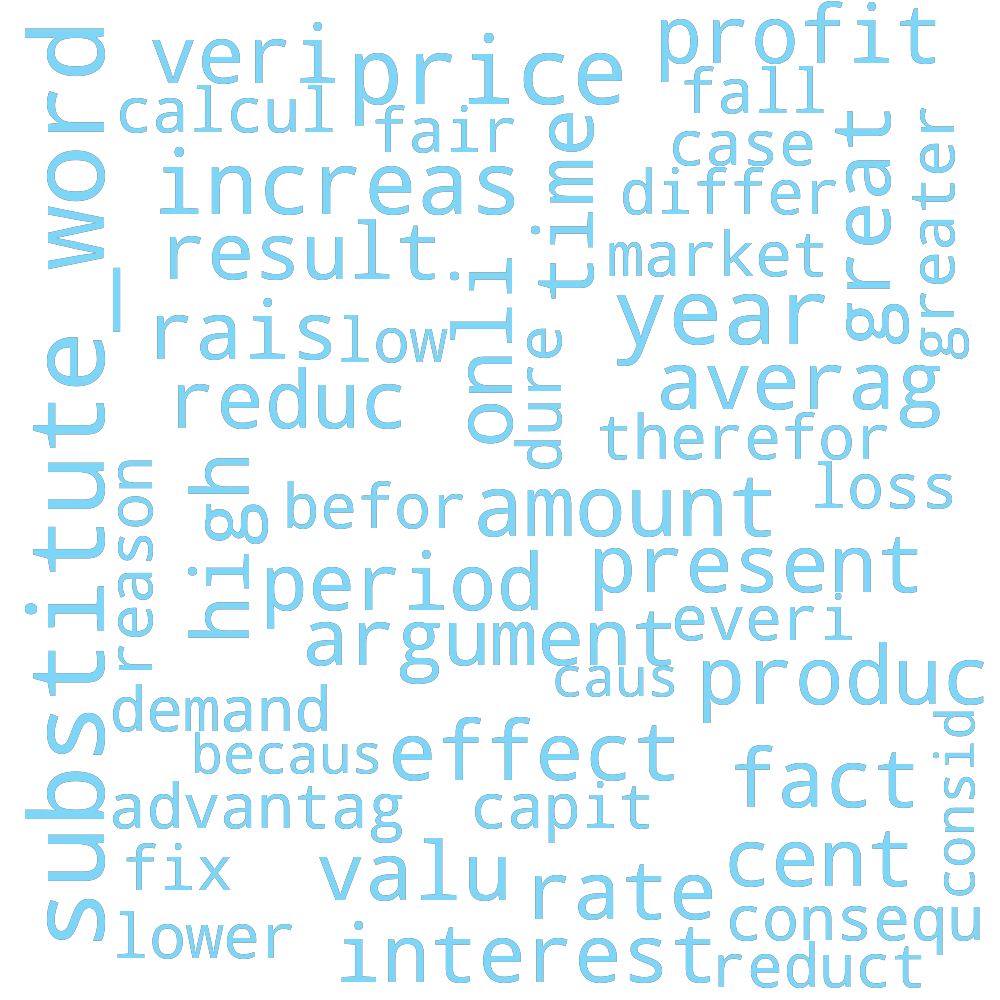 substitute_word
veri
price
profit
calcul
fair
fall
case
time
great
greater
increas
differ
result
market
onli
year
rais
low
dure
reduc
averag
therefor
reason
high
befor
amount
loss
period
present
argument
everi
caus
produc
demand
becaus
effect
fact
consid
advantag
capit
fix
valu
rate
cent
lower
interest
consequ
reduct